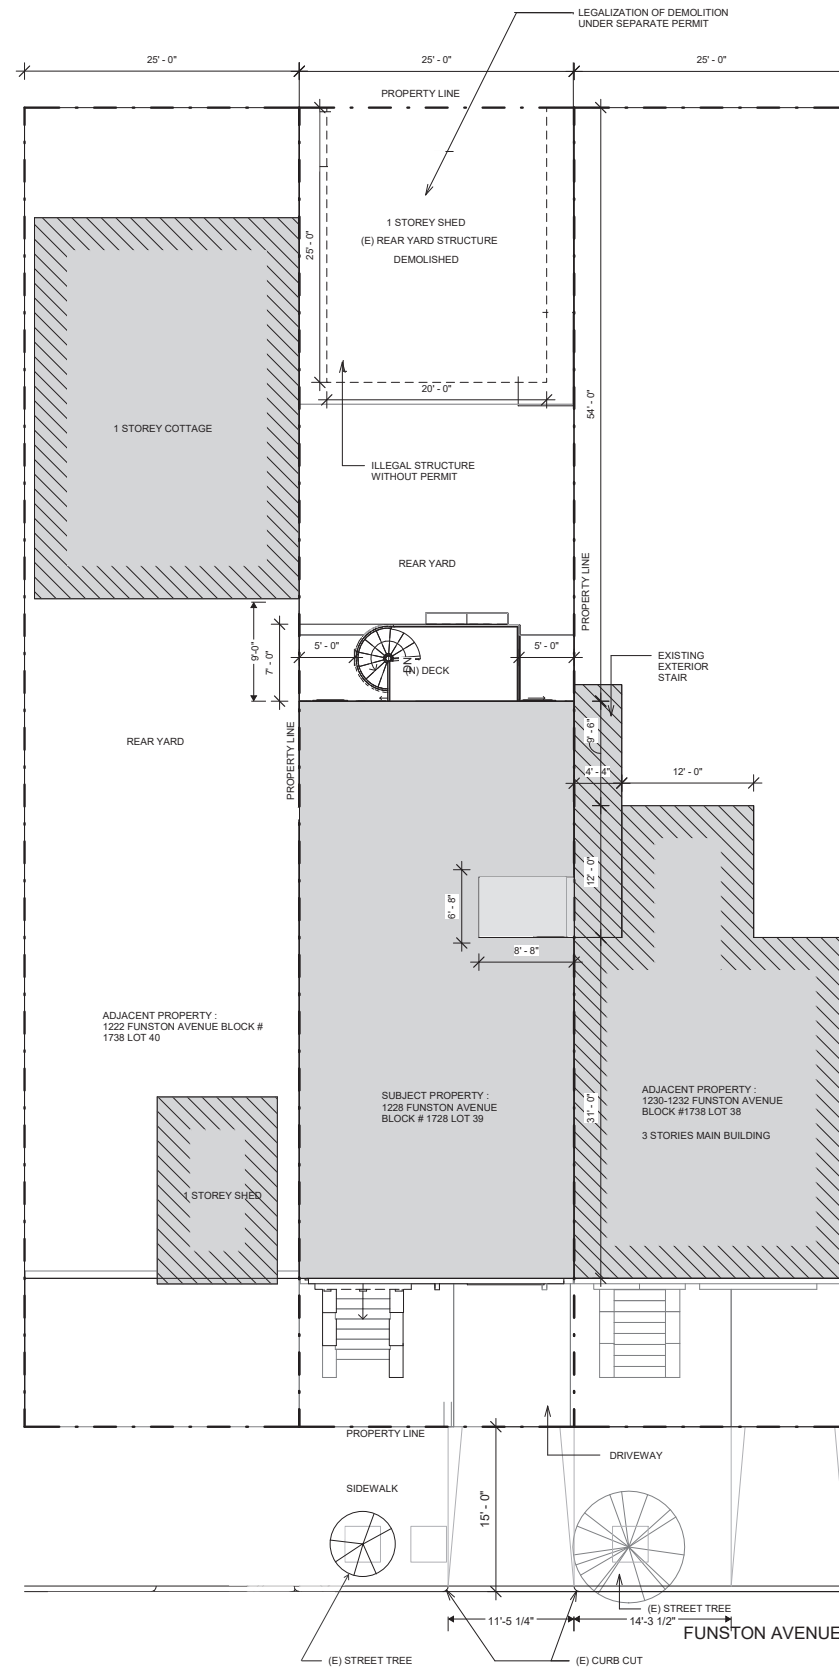 LEGALIZATION OF DEMOLITION
UNDER SEPARATE PERMIT
25' - 0"
25' - 0"
25' - 0"
PROPERTY LINE
1 STOREY SHED
(E) REAR YARD STRUCTURE
DEMOLISHED
25' - 0"
20' - 0"
54' - 0"
1 STOREY COTTAGE
ILLEGAL STRUCTURE
WITHOUT PERMIT
REAR YARD
PROPERTY LINE
9'-0"
7' - 0"
5' - 0"
DN
(N) DECK
5' - 0"
EXISTING
EXTERIOR
STAIR
REAR YARD
PROPERTY LINE
9' - 6"
4' - 4"
12' - 0"
12' - 0"
6' - 8"
8' - 8"
ADJACENT PROPERTY :
1222 FUNSTON AVENUE BLOCK #
1738 LOT 40
SUBJECT PROPERTY :
1228 FUNSTON AVENUE
BLOCK # 1728 LOT 39
31' - 0"
ADJACENT PROPERTY :
1230-1232 FUNSTON AVENUE
BLOCK #1738 LOT 38
3 STORIES MAIN BUILDING
1 STOREY SHED
PROPERTY LINE
DRIVEWAY
SIDEWALK
15' - 0"
(E) STREET TREE
11'-5 1/4"
14'-3 1/2"
FUNSTON AVENUE
(E) STREET TREE
(E) CURB CUT